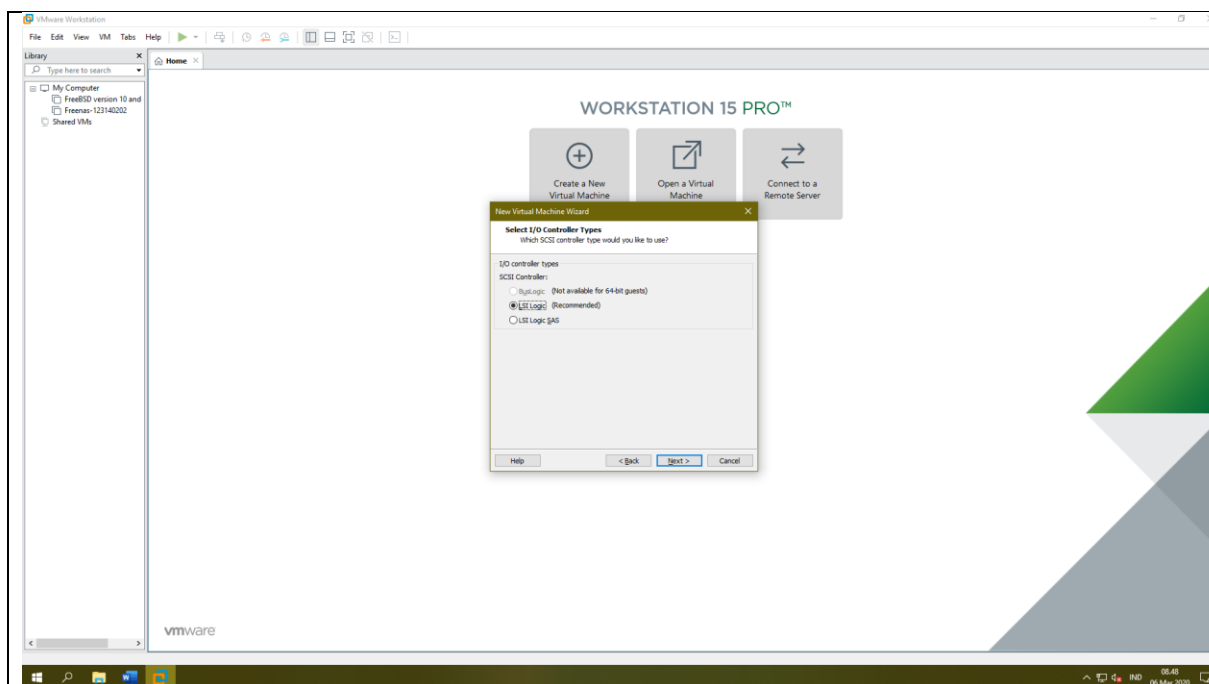 VMware Workstation
File Edit View VM Tabs Help
Library
Type here to search
My Computer
FreeBSD version 10 and
Freenas-123140202
Shared VMs
Home
WORKSTATION 15 PRO™
Create a New
Virtual Machine
Open a Virtual
Machine
Connect to a
Remote Server
New Virtual Machine Wizard
Select I/O Controller Types
Which SCSI controller type would you like to use?
I/O controller types
SCSI Controller:
BusLogic (Not available for 64-bit guests)
LSI Logic (Recommended)
LSI Logic SAS
Help < Back Next > Cancel
vmware
IND
08.48
06 Mar 2020